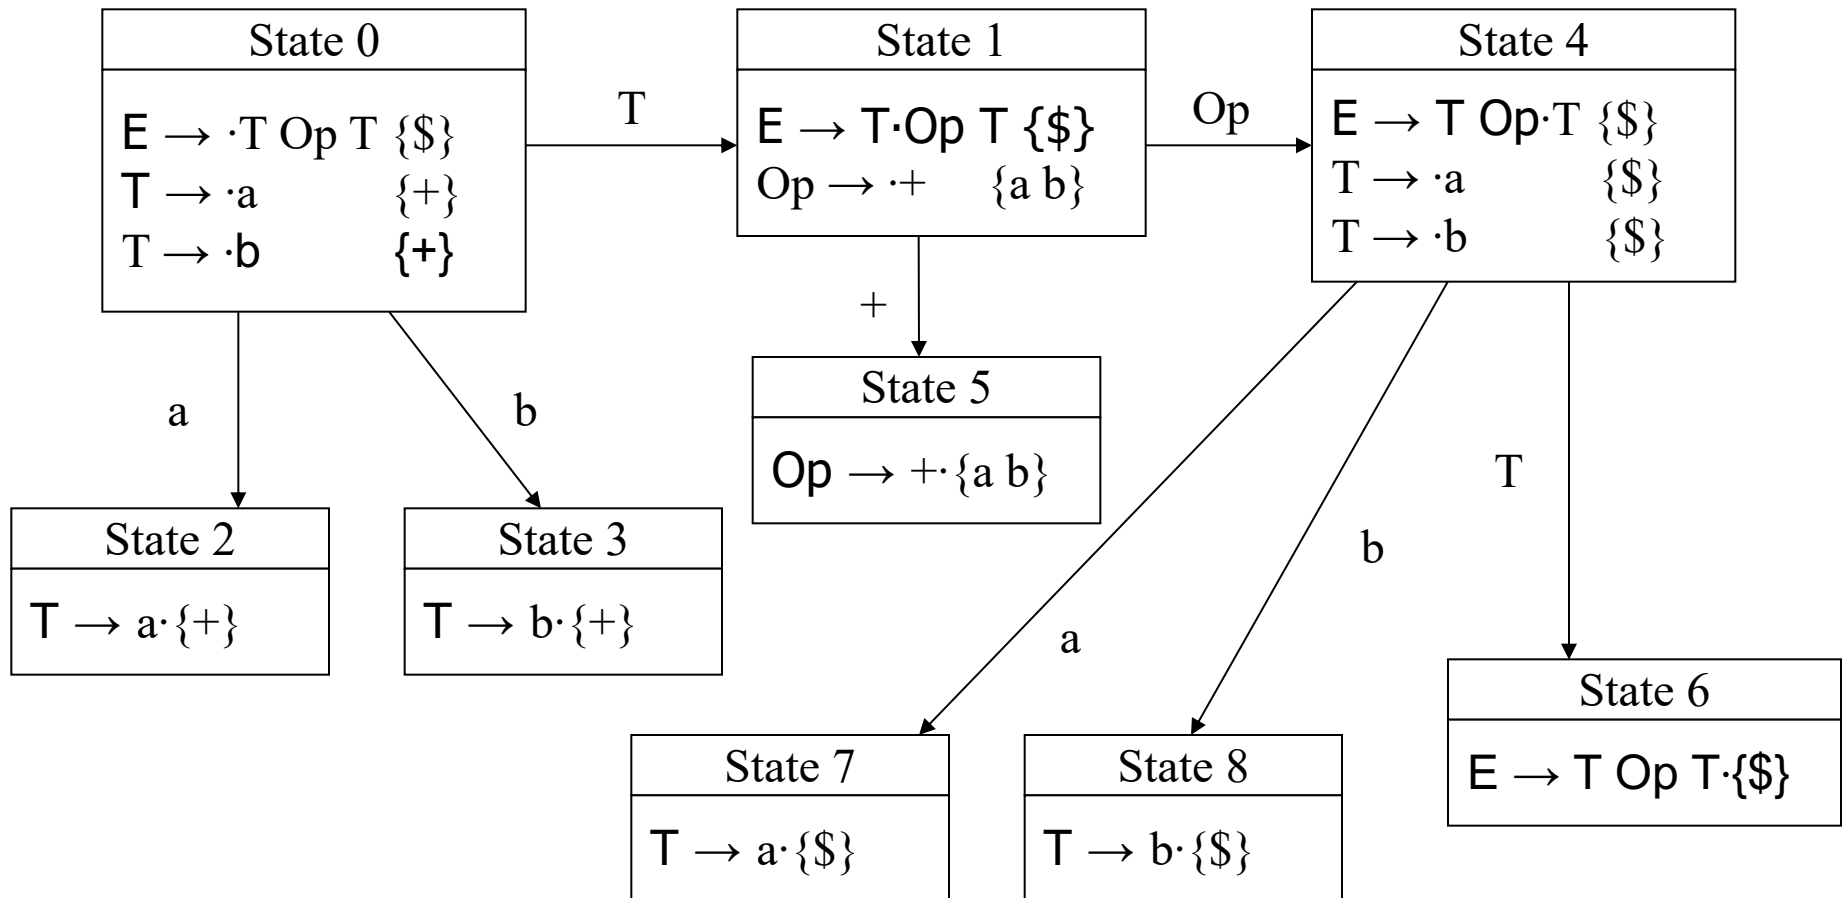 State 0
E → ·T Op T {$}
T → ·a {+}
T → ·b {+}
T
State 1
E → T·Op T {$}
Op → ·+ {a b}
Op
State 4
E → T Op·T {$}
T → ·a {$}
T → ·b {$}
a
b
+
State 5
Op → +·{a b}
a
b
T
State 2
T → a·{+}
State 3
T → b·{+}
State 7
T → a·{$}
State 8
T → b·{$}
State 6
E → T Op T·{$}